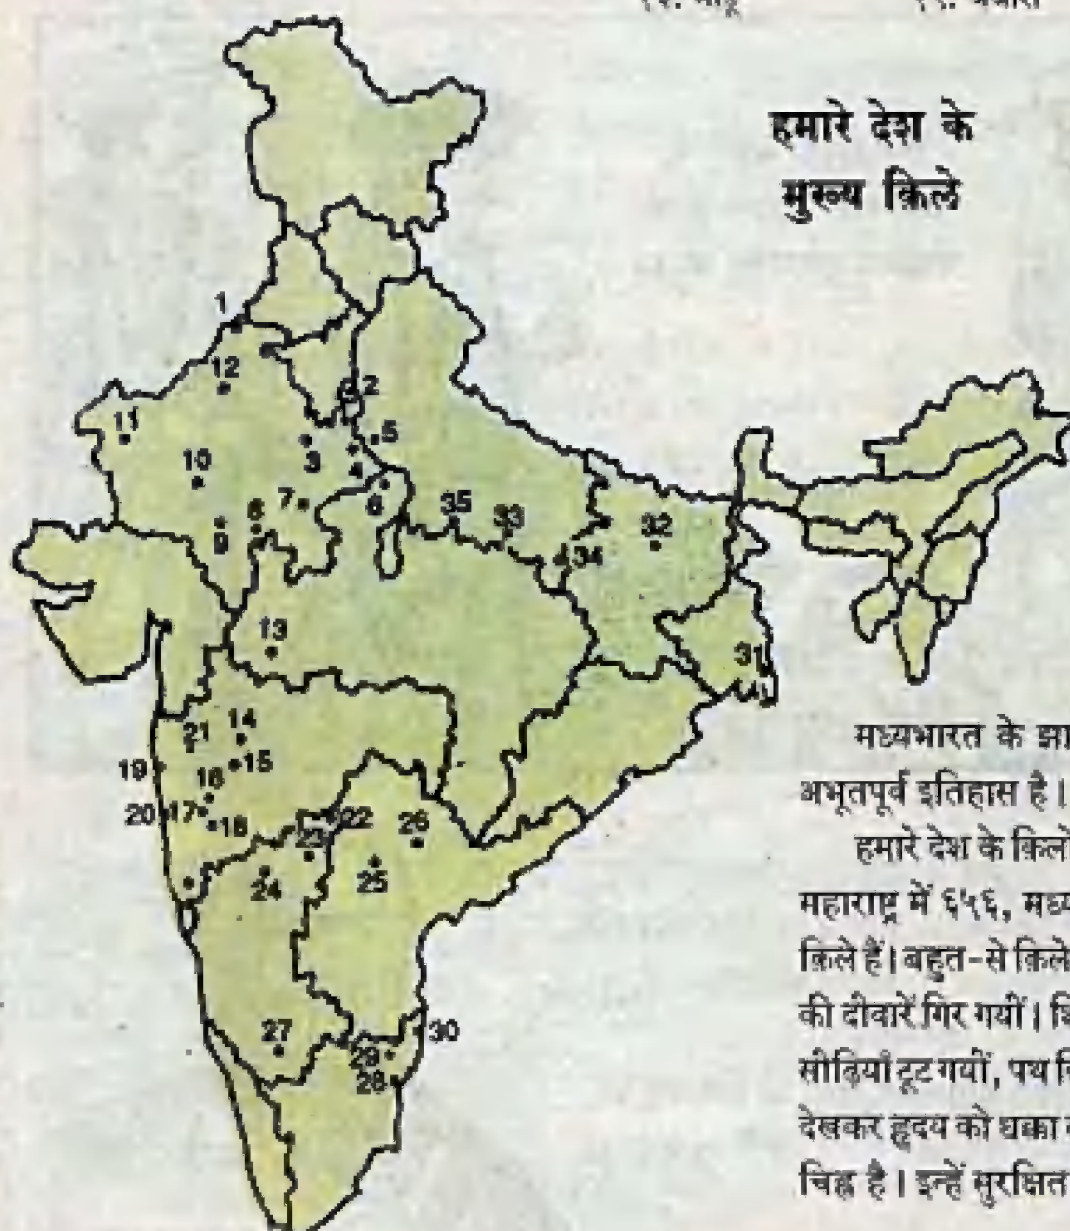 १२. मांडू
हमारे देश के
मुख्य क़िले
1
12
2
11
5
3
10
4
7
6
8
35
33
32
9
34
13
31
21
14
19
15
16
20
17
18
22
26
23
24
25
27
30
29
28
मध्यभारत के झा
अभूतपूर्व इतिहास है।
हमारे देश के क़िलो
महाराष्ट्र में ६५६, मध्य
क़िले हैं। बहुत-से क़िले
की दीवारें गिर गयीं। शि
सीढ़ियाँ टूट गयीं, पथ वि
देखकर हृदय को धक्का
चिह्न है। इन्हें सुरक्षित